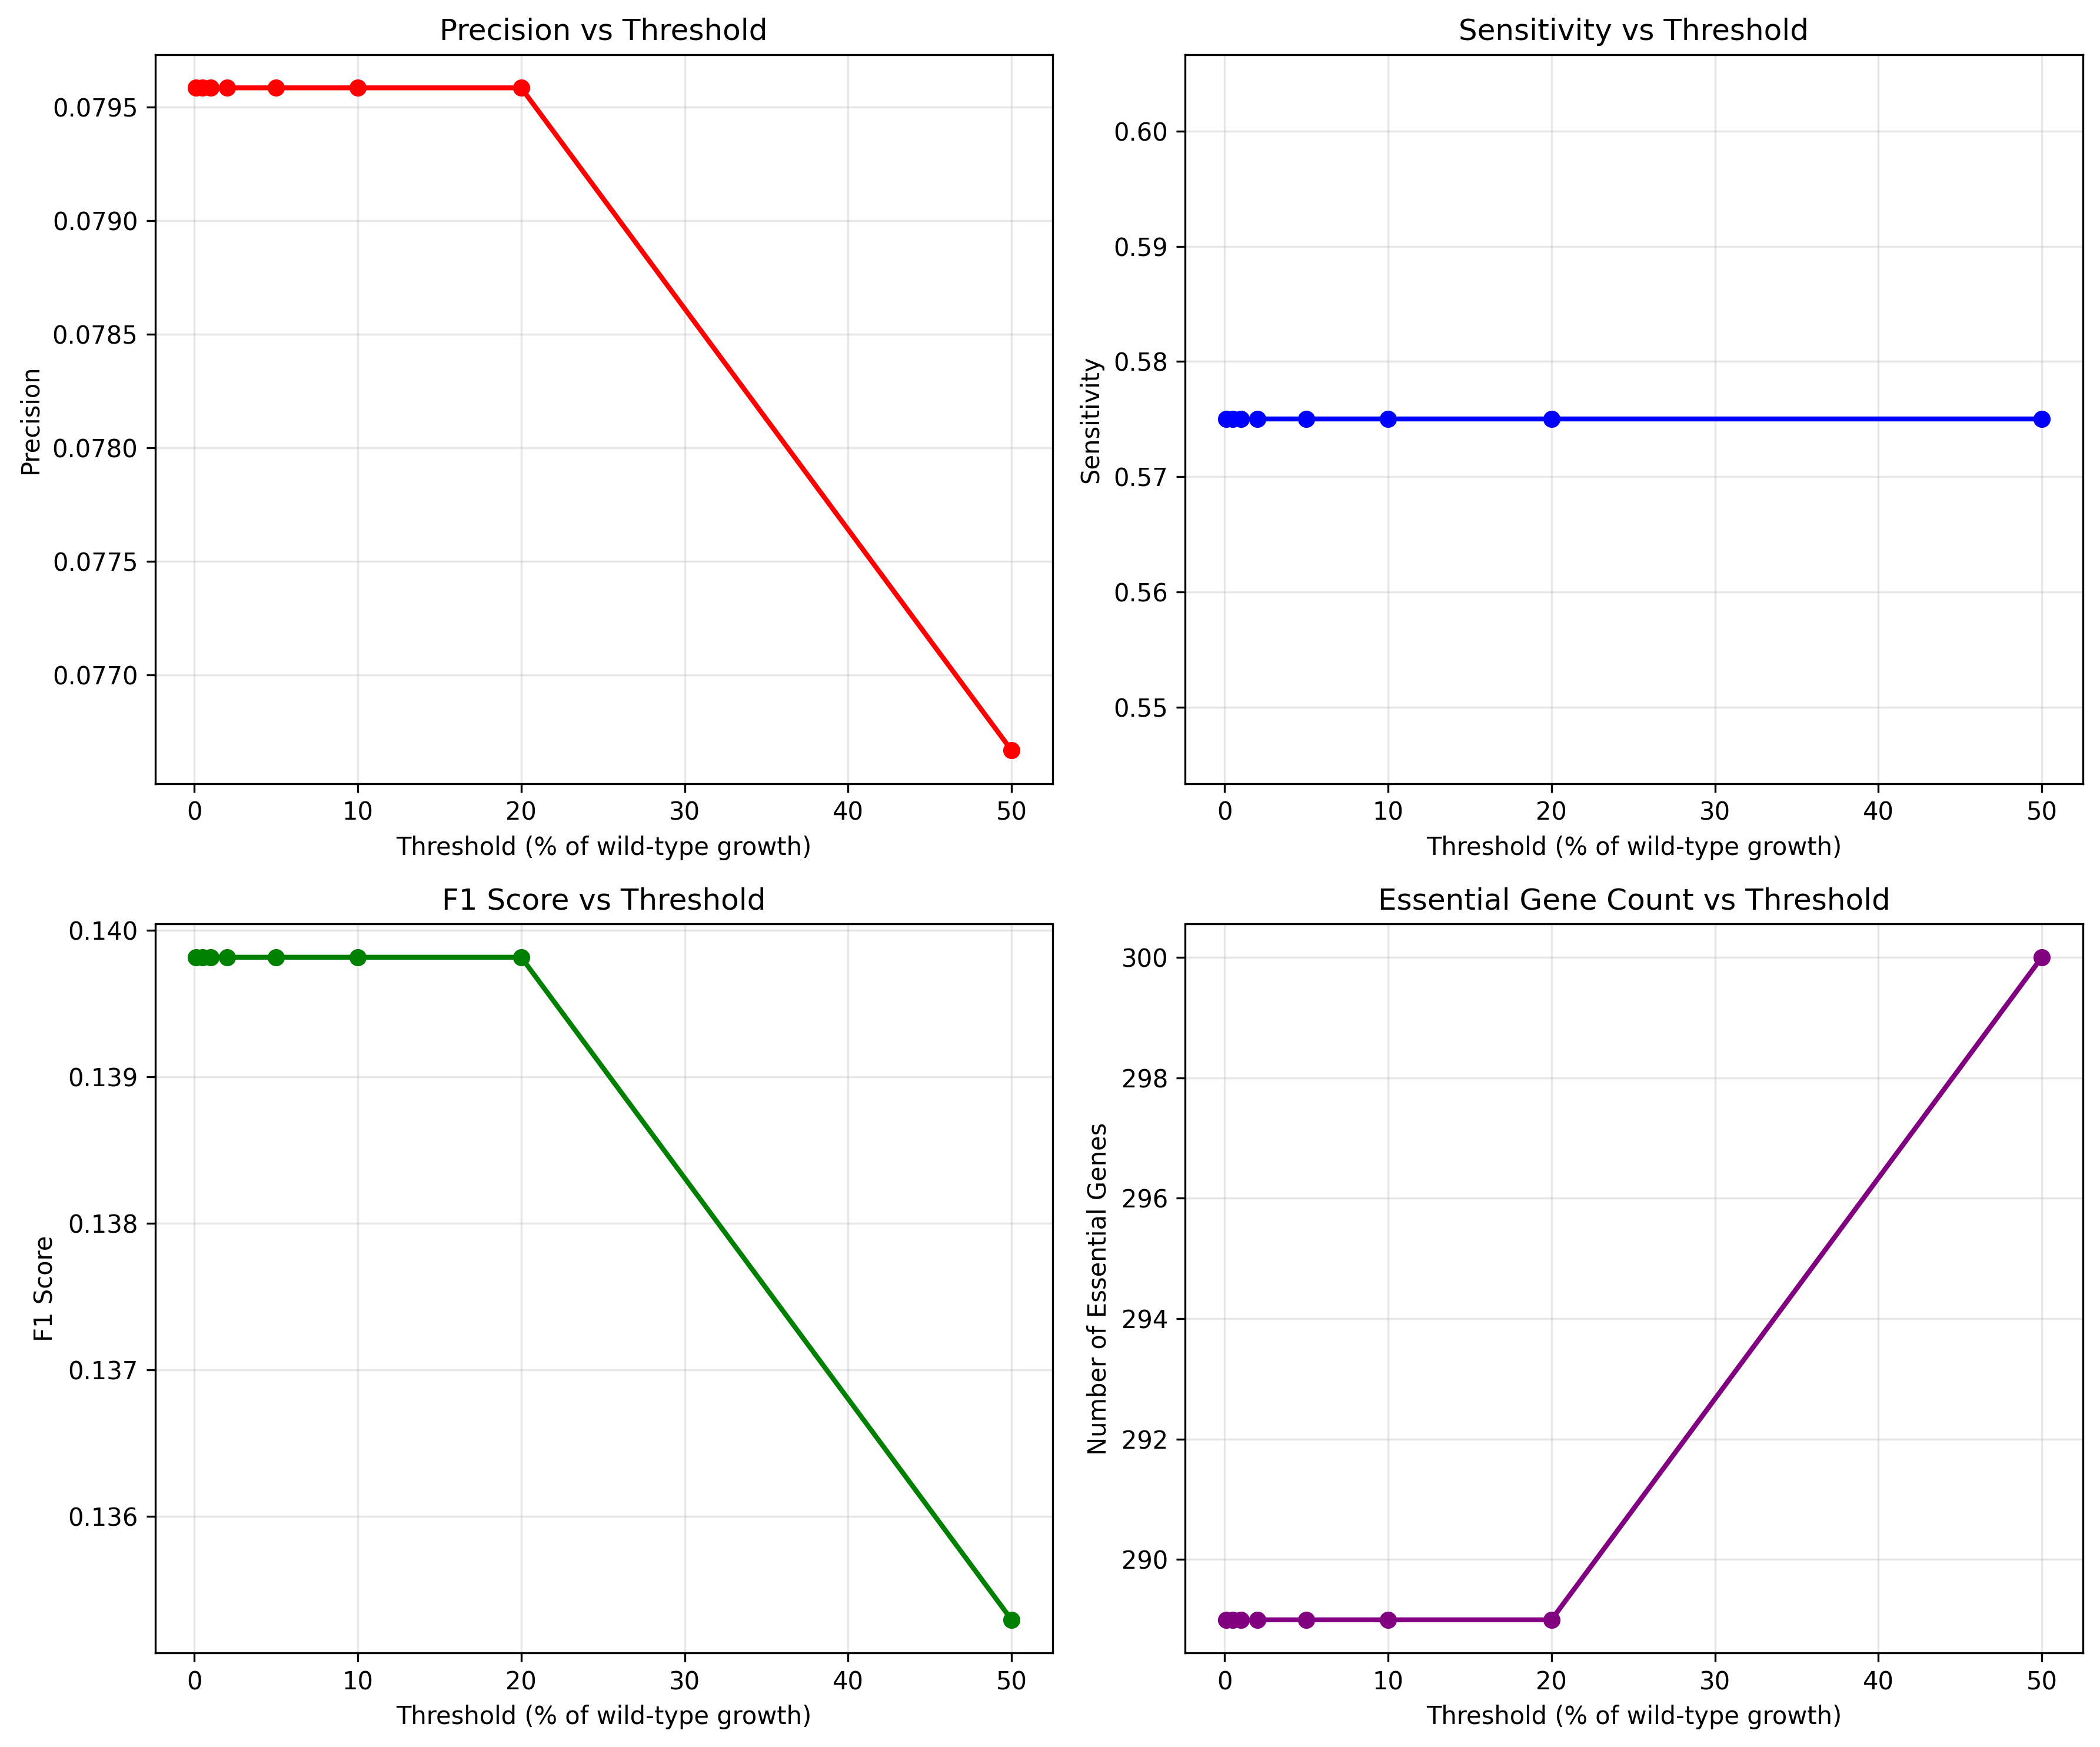 Precision vs Threshold
0.0795
0.0790
0.0785
0.0780
0.0775
0.0770
Precision
0 10 20 30 40 50
Threshold (% of wild-type growth)
Sensitivity vs Threshold
0.60
0.59
0.58
0.57
0.56
0.55
Sensitivity
0 10 20 30 40 50
Threshold (% of wild-type growth)
F1 Score vs Threshold
0.140
0.139
0.138
0.137
0.136
F1 Score
0 10 20 30 40 50
Threshold (% of wild-type growth)
Essential Gene Count vs Threshold
300
298
296
294
292
290
Number of Essential Genes
0 10 20 30 40 50
Threshold (% of wild-type growth)